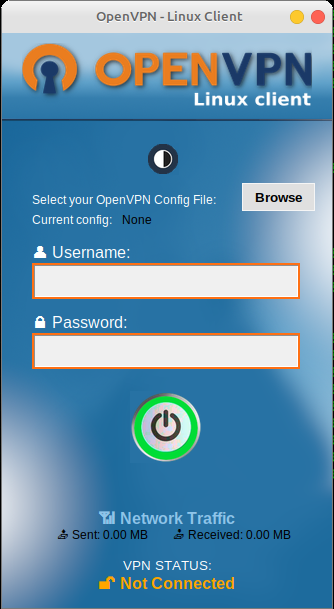 OpenVPN - Linux Client
OPENVPN
Linux client
Select your OpenVPN Config File:
Browse
Current config: None
Username:
Password:
Network Traffic
Sent: 0.00 MB Received: 0.00 MB
VPN STATUS:
Not Connected